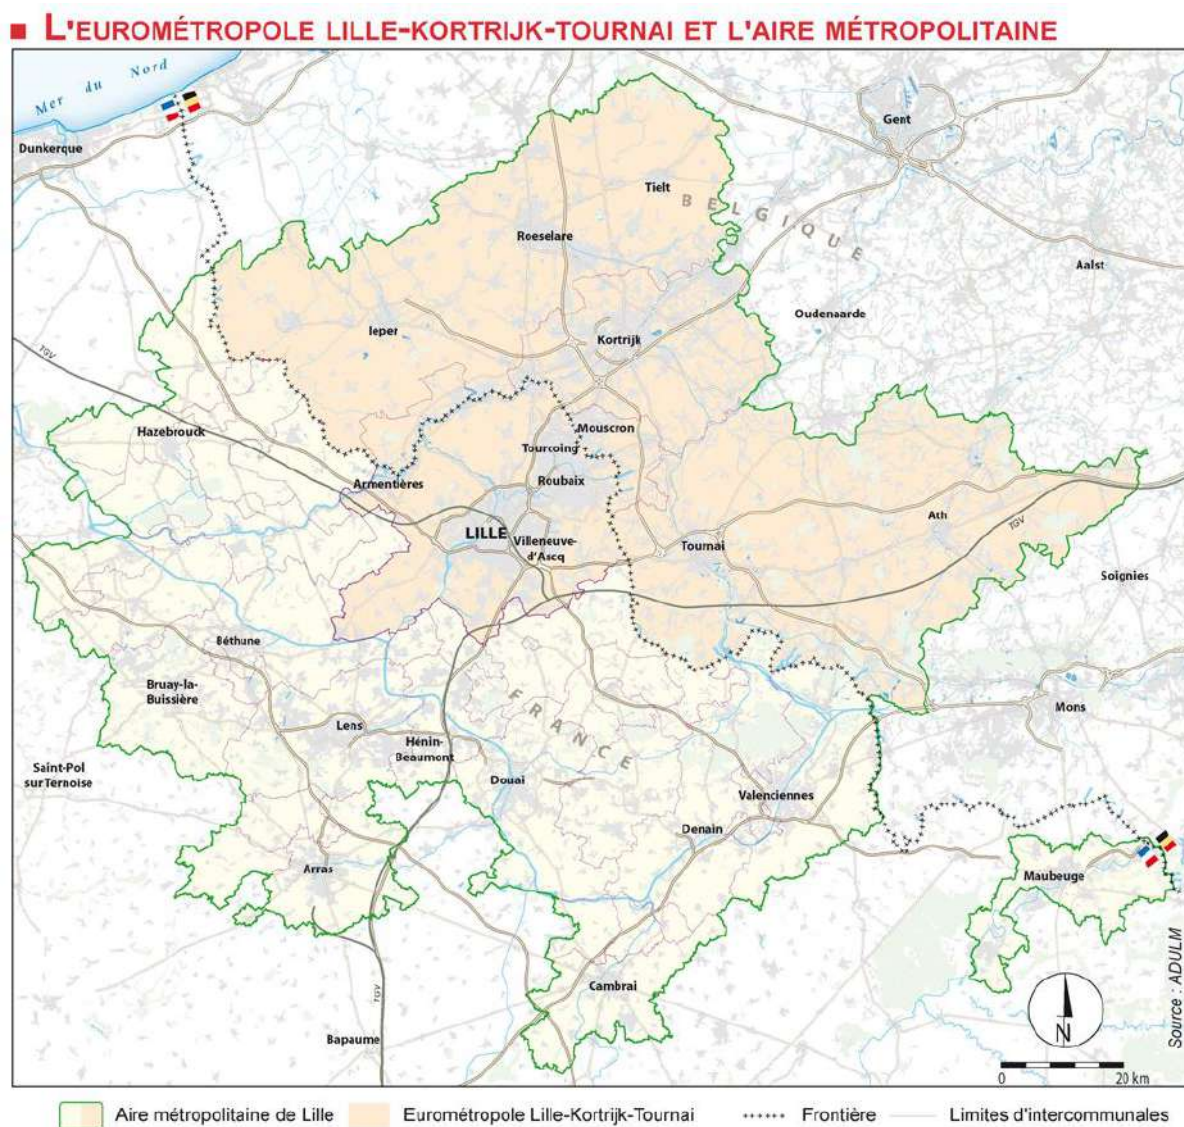 L'EUROMÉTROPOLE LILLE-KORTRIJK-TOURNAI ET L'AIRE MÉTROPOLITAINE
Mer du Nord
Dunkerque
Gent
Tielt
BELGIQUE
Roeselare
Aalst
Oudenaarde
Ieper
Kortrijk
TGV
Hazebrouck
Mouscron
Tourcoing
Armentières
Roubaix
LILLE
Villeneuve-
d'Ascq
Tournai
Ath
TGV
Soignies
Béthune
Bruay-la-
Buissière
FRANCE
Mons
Lens
Hénin-
Beaumont
Saint-Pol
sur Ternoise
Douai
Valenciennes
Denain
Arras
Maubeuge
Cambrai
TGV
Bapaume
N
0 20 km
Source : ADULM
Aire métropolitaine de Lille
Eurométropole Lille-Kortrijk-Tournai
Frontière
Limites d'intercommunales